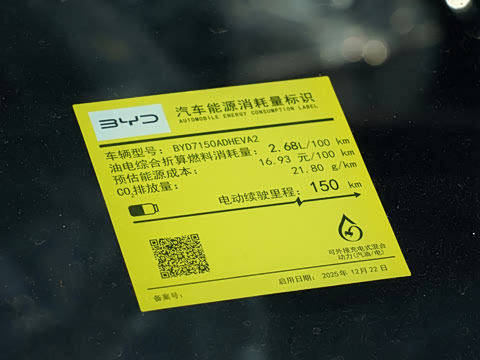 BYD
汽车能源消耗量标识
AUTOMOBILE ENERGY CONSUMPTION LABEL
车辆型号: BYD7150ADHEVA2
油电综合折算燃料消耗量: 2.68L/100 km
预估能源成本: 16.93 元/100 km
CO₂排放量: 21.80 g/km
电动续驶里程: 150 km
可外接充电式混合
动力(汽油/电)
备案号:
启用日期: 2025年 12月 22日